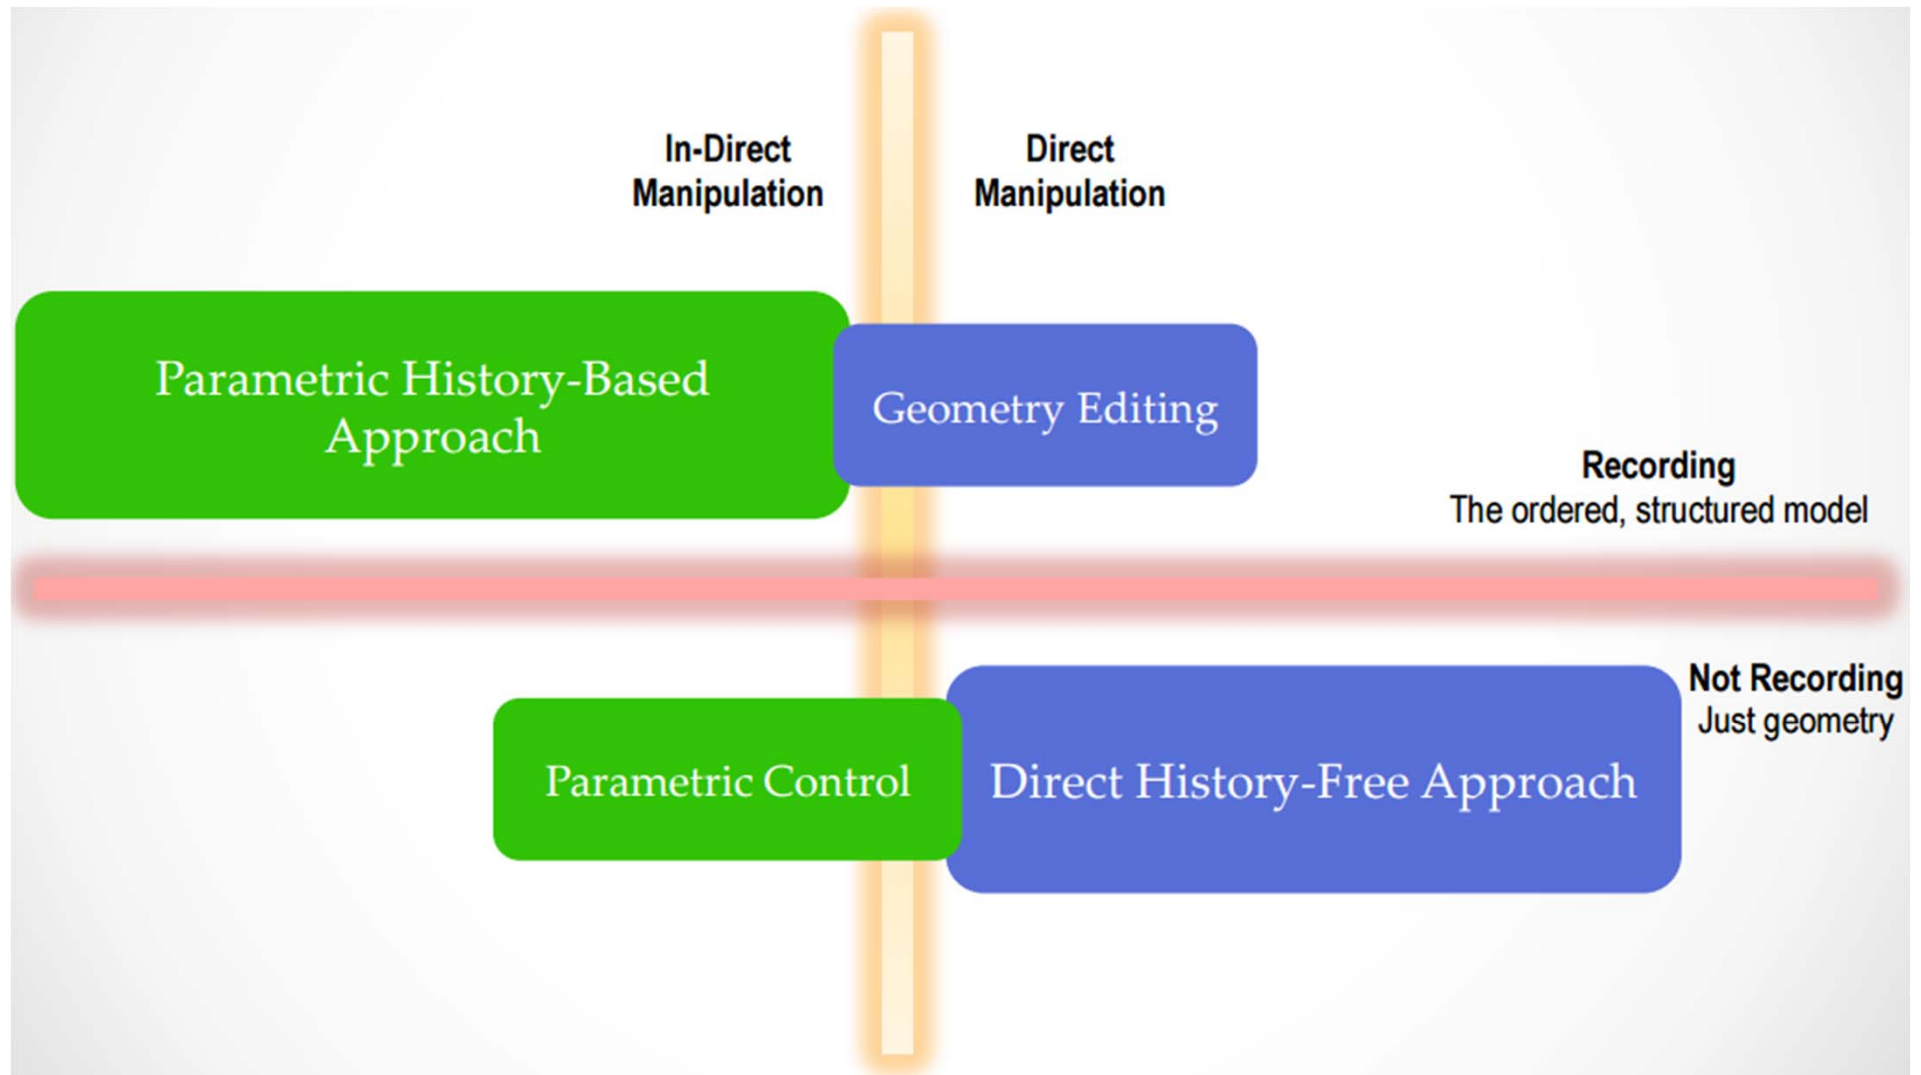 In-Direct
Manipulation
Direct
Manipulation
Parametric History-Based
Approach
Geometry Editing
Recording
The ordered, structured model
Not Recording
Just geometry
Parametric Control
Direct History-Free Approach